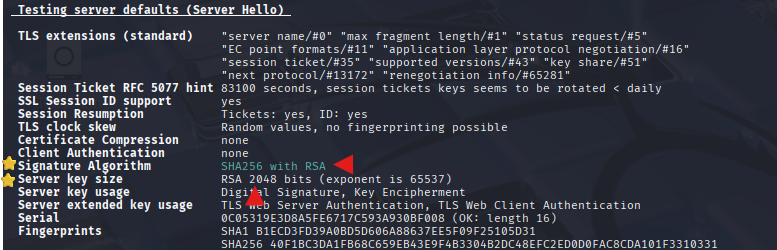 Testing server defaults (Server Hello)
TLS extensions (standard) "server name/#0" "max fragment length/#1" "status request/#5"
"EC point formats/#11" "application layer protocol negotiation/#16"
"session ticket/#35" "supported versions/#43" "key share/#51"
"next protocol/#13172" "renegotiation info/#65281"
Session Ticket RFC 5077 hint 83100 seconds, session tickets keys seems to be rotated < daily
SSL Session ID support yes
Session Resumption Tickets: yes, ID: yes
TLS clock skew Random values, no fingerprinting possible
Certificate Compression none
Client Authentication none
Signature Algorithm SHA256 with RSA
Server key size RSA 2048 bits (exponent is 65537)
Server key usage Digital Signature, Key Encipherment
Server extended key usage TLS Web Server Authentication, TLS Web Client Authentication
Serial 0C05319E3D8A5FE6717C593A930BF008 (OK: length 16)
Fingerprints SHA1 B1ECD3FD39A0BD5D606A88637EE5F09F25105D31
SHA256 40F1BC3DA1FB68C659EB43E9F4B3304B2DC48EFC2ED0D0FAC8CDA101F3310331